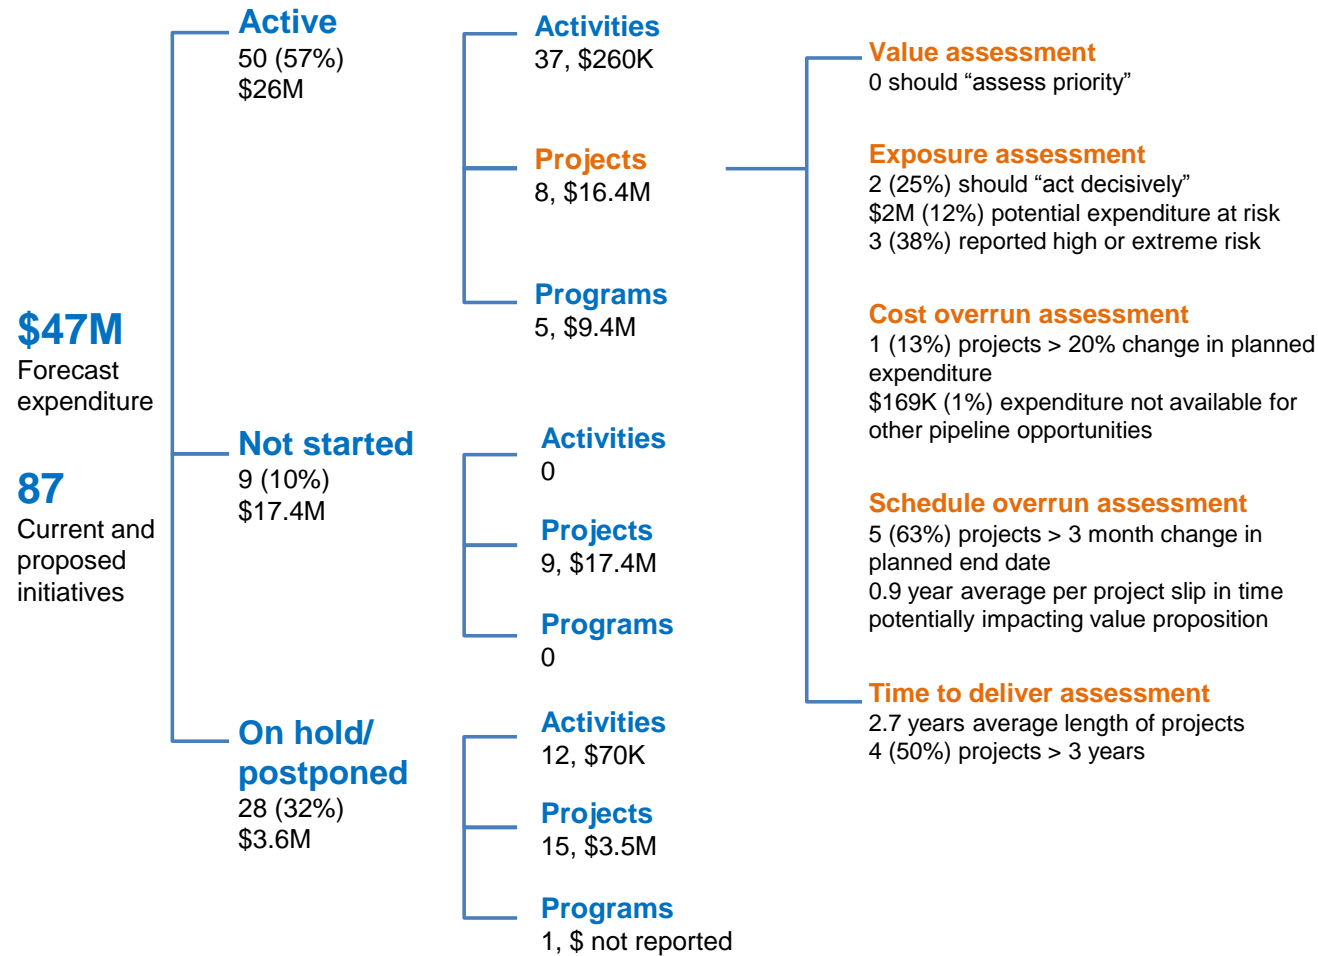 $47M
Forecast
expenditure
87
Current and
proposed
initiatives
Active
50 (57%)
$26M
Activities
37, $260K
Projects
8, $16.4M
Programs
5, $9.4M
Not started
9 (10%)
$17.4M
Activities
0
Projects
9, $17.4M
Programs
0
On hold/
postponed
28 (32%)
$3.6M
Activities
12, $70K
Projects
15, $3.5M
Programs
1, $ not reported
Value assessment
0 should “assess priority”
Exposure assessment
2 (25%) should “act decisively”
$2M (12%) potential expenditure at risk
3 (38%) reported high or extreme risk
Cost overrun assessment
1 (13%) projects > 20% change in planned
expenditure
$169K (1%) expenditure not available for
other pipeline opportunities
Schedule overrun assessment
5 (63%) projects > 3 month change in
planned end date
0.9 year average per project slip in time
potentially impacting value proposition
Time to deliver assessment
2.7 years average length of projects
4 (50%) projects > 3 years